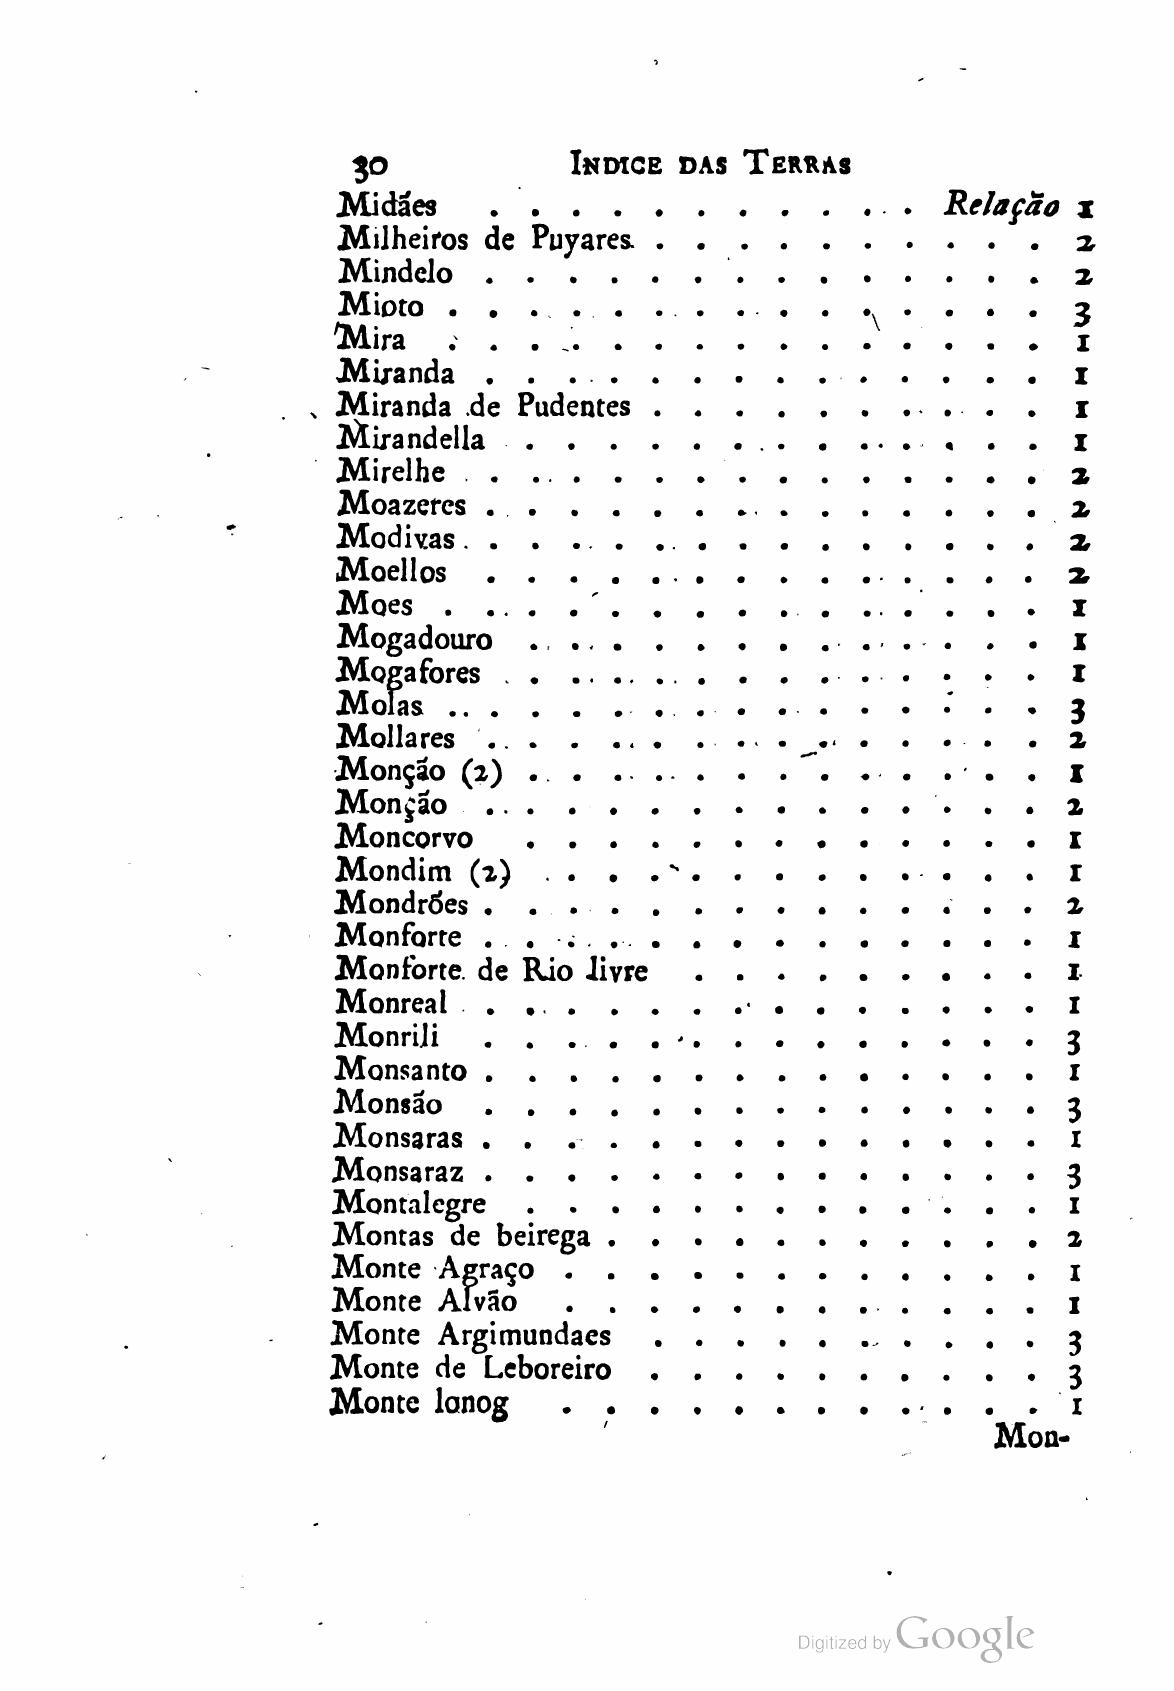 30 INDICE DAS TERRAS
Midães . . . . . . . . . . . Relação 1
Milheiros de Puyares . . . . . . . . . . 2
Mindelo . . . . . . . . . . . . . . 2
Mioto . . . . . . . . . . . . . . . 3
Mira . . . . . . . . . . . . . . . 1
Miranda . . . . . . . . . . . . . . 1
Miranda de Pudentes . . . . . . . . . . 1
Mirandella . . . . . . . . . . . . . 1
Mirelhe . . . . . . . . . . . . . . 2
Moazeres . . . . . . . . . . . . . . 2
Modivas . . . . . . . . . . . . . . 2
Moellos . . . . . . . . . . . . . . 2
Moes . . . . . . . . . . . . . . . 1
Mogadouro . . . . . . . . . . . . . 1
Mogafores . . . . . . . . . . . . . 1
Molas . . . . . . . . . . . . . . . 3
Mollares . . . . . . . . . . . . . . 2
Monção (2) . . . . . . . . . . . . . 1
Monção . . . . . . . . . . . . . . 2
Moncorvo . . . . . . . . . . . . . 1
Mondim (2) . . . . . . . . . . . . 1
Mondrões . . . . . . . . . . . . . . 2
Monforte . . . . . . . . . . . . . . 1
Monforte de Rio livre . . . . . . . . . 1
Monreal . . . . . . . . . . . . . . 1
Monrili . . . . . . . . . . . . . . 3
Monsanto . . . . . . . . . . . . . . 1
Monsão . . . . . . . . . . . . . . 3
Monsaras . . . . . . . . . . . . . . 1
Monsaraz . . . . . . . . . . . . . . 3
Montalegre . . . . . . . . . . . . . 1
Montas de beirega . . . . . . . . . . . 2
Monte Agraço . . . . . . . . . . . . 1
Monte Alvão . . . . . . . . . . . . 1
Monte Argimundaes . . . . . . . . . . 3
Monte de Leboreiro . . . . . . . . . . 3
Monte lonog . . . . . . . . . . . . 1
Mon-
Digitized by Google